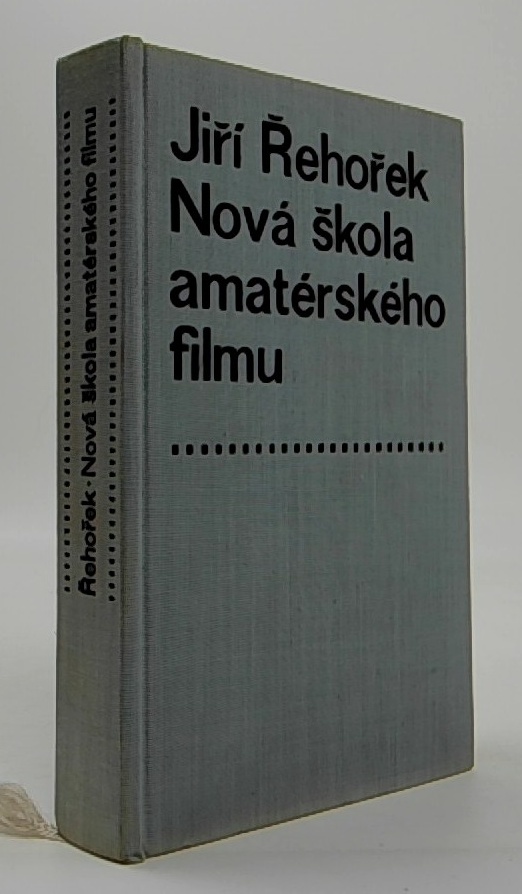 Jiří Řehořek
Nová škola
amatérského
filmu
Řehořek · Nová škola amatérského filmu